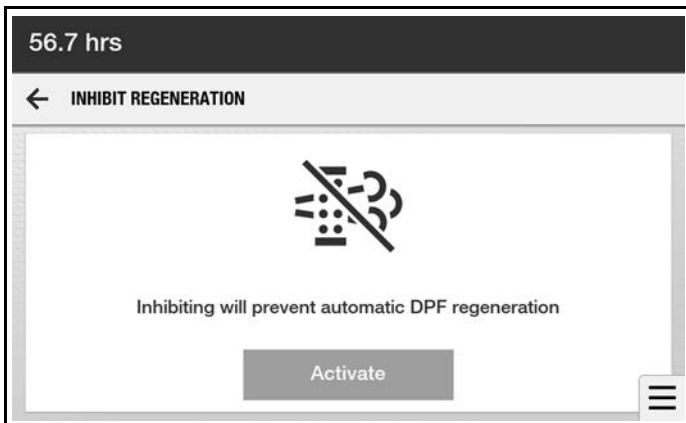 56.7 hrs
INHIBIT REGENERATION
Inhibiting will prevent automatic DPF regeneration
Activate